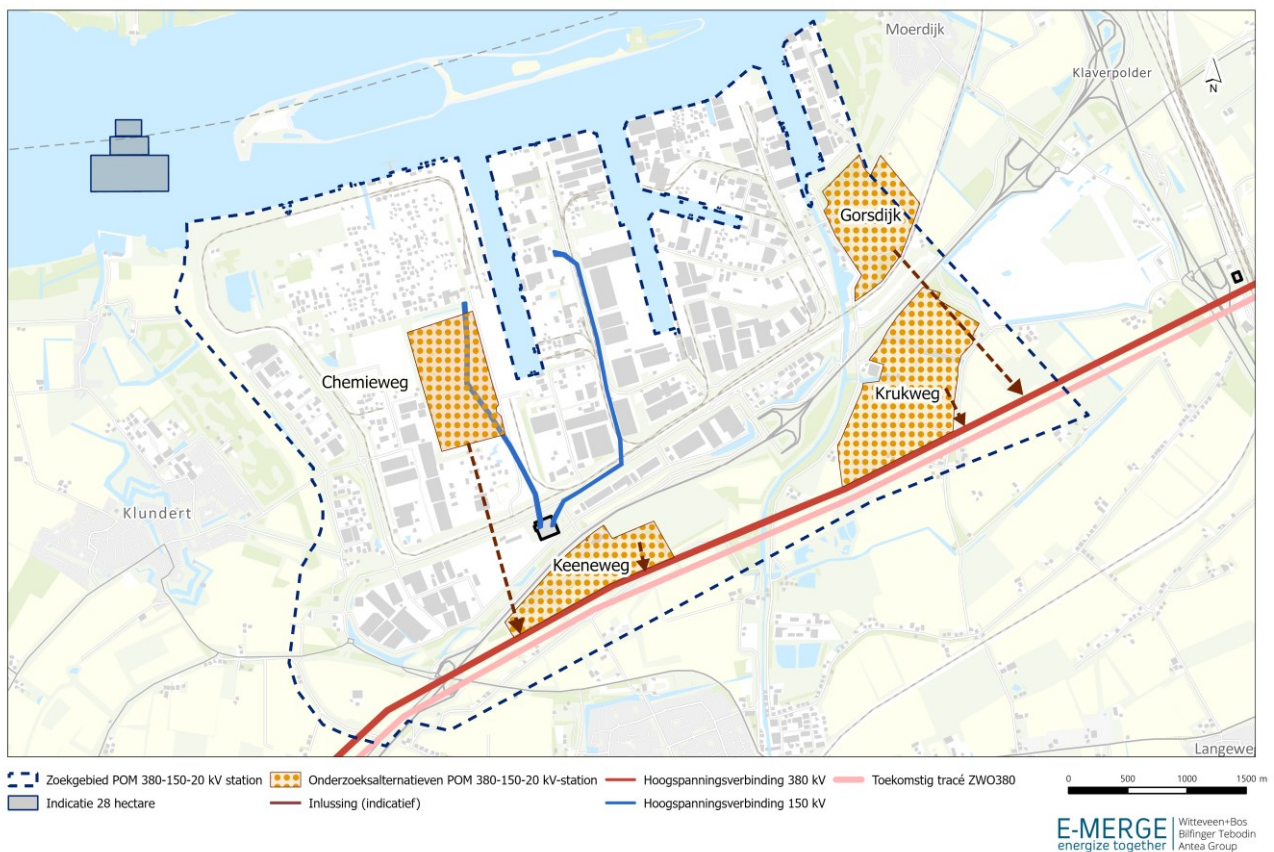 Moerdijk
Klaverpolder
N
Gorsdijk
Chemieweg
Krukweg
Klundert
Keeneweg
Langewe
Zoekgebied POM 380-150-20 kV station
Onderzoeksalternatieven POM 380-150-20 kV-station
Hoogspanningsverbinding 380 kV
Toekomstig tracé ZWO380
Indicatie 28 hectare
Inlussing (indicatief)
Hoogspanningsverbinding 150 kV
0 500 1000 1500 m
E-MERGE
energize together
Witteveen+Bos
Bilfinger Tebodin
Antea Group